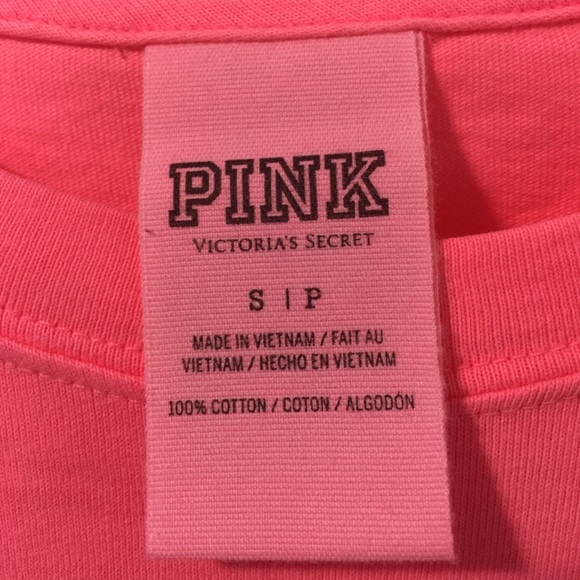 PINK
VICTORIA'S SECRET
S | P
MADE IN VIETNAM / FAIT AU
VIETNAM / HECHO EN VIETNAM
100% COTTON / COTON / ALGODÓN